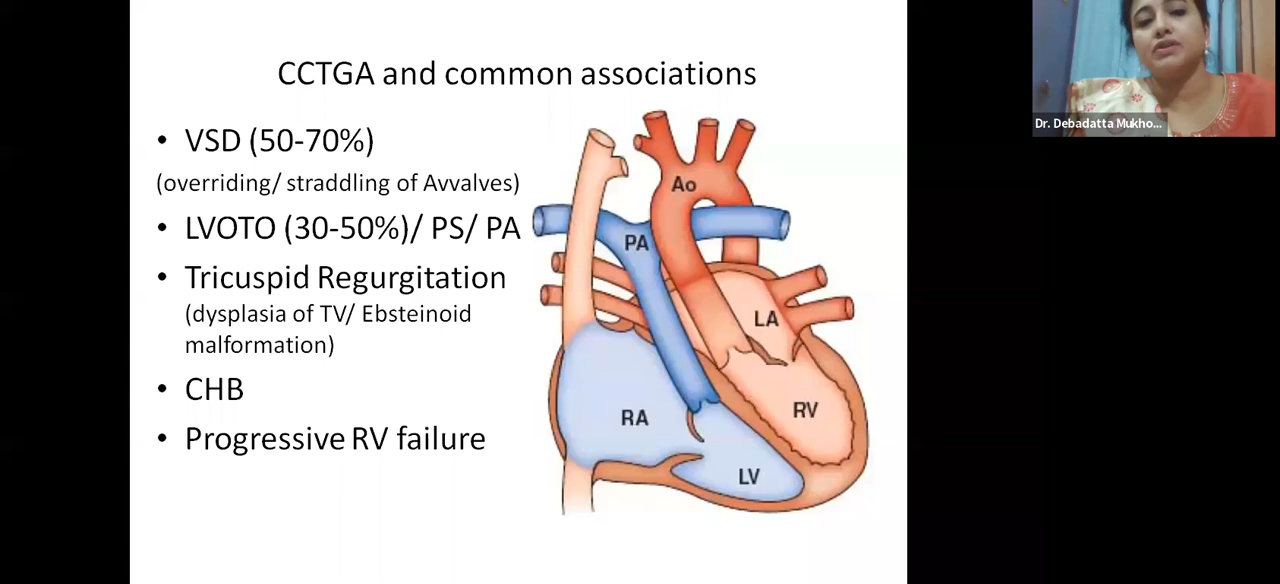 CCTGA and common associations
• VSD (50-70%)
(overriding/ straddling of Avvalves)
• LVOTO (30-50%)/ PS/ PA
• Tricuspid Regurgitation
(dysplasia of TV/ Ebsteinoid
malformation)
• CHB
• Progressive RV failure
Ao
PA
LA
RA
RV
LV
Dr. Debadatta Mukho...